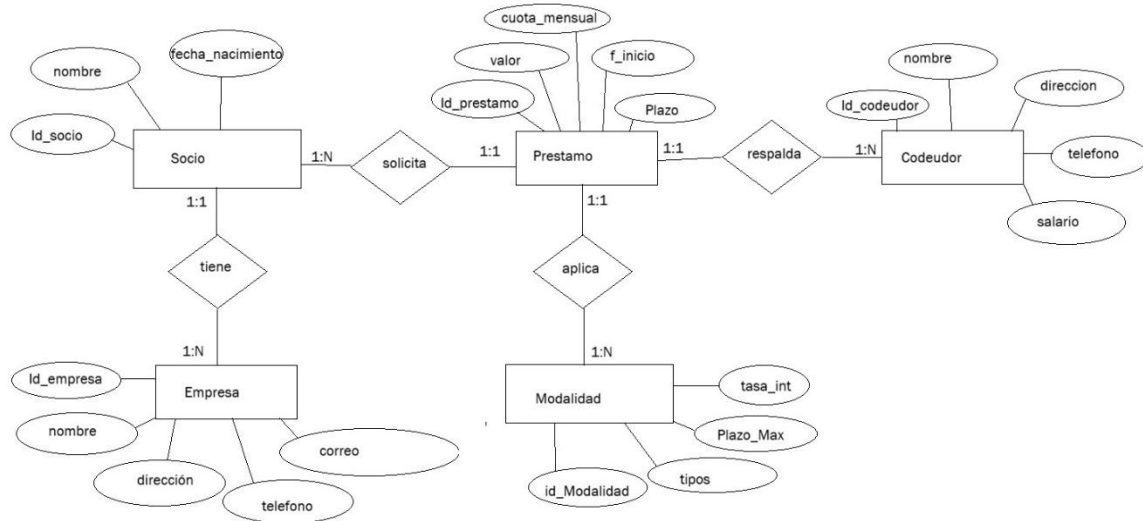 cuota_mensual
fecha_nacimiento
f_inicio
nombre
valor
nombre
direccion
Id_prestamo
Plazo
Id_codeudor
Id_socio
Socio
1:N
solicita
1:1
Prestamo
1:1
respalda
1:N
Codeudor
telefono
1:1
1:1
salario
tiene
aplica
1:N
1:N
Id_empresa
Empresa
Modalidad
tasa_int
nombre
correo
Plazo_Max
dirección
telefono
id_Modalidad
tipos